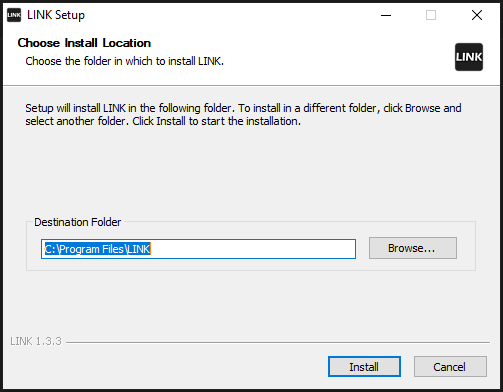 LINK LINK Setup
Choose Install Location
Choose the folder in which to install LINK.
LINK
Setup will install LINK in the following folder. To install in a different folder, click Browse and
select another folder. Click Install to start the installation.
Destination Folder
C:\Program Files\LINK
Browse...
LINK 1.3.3
Install
Cancel